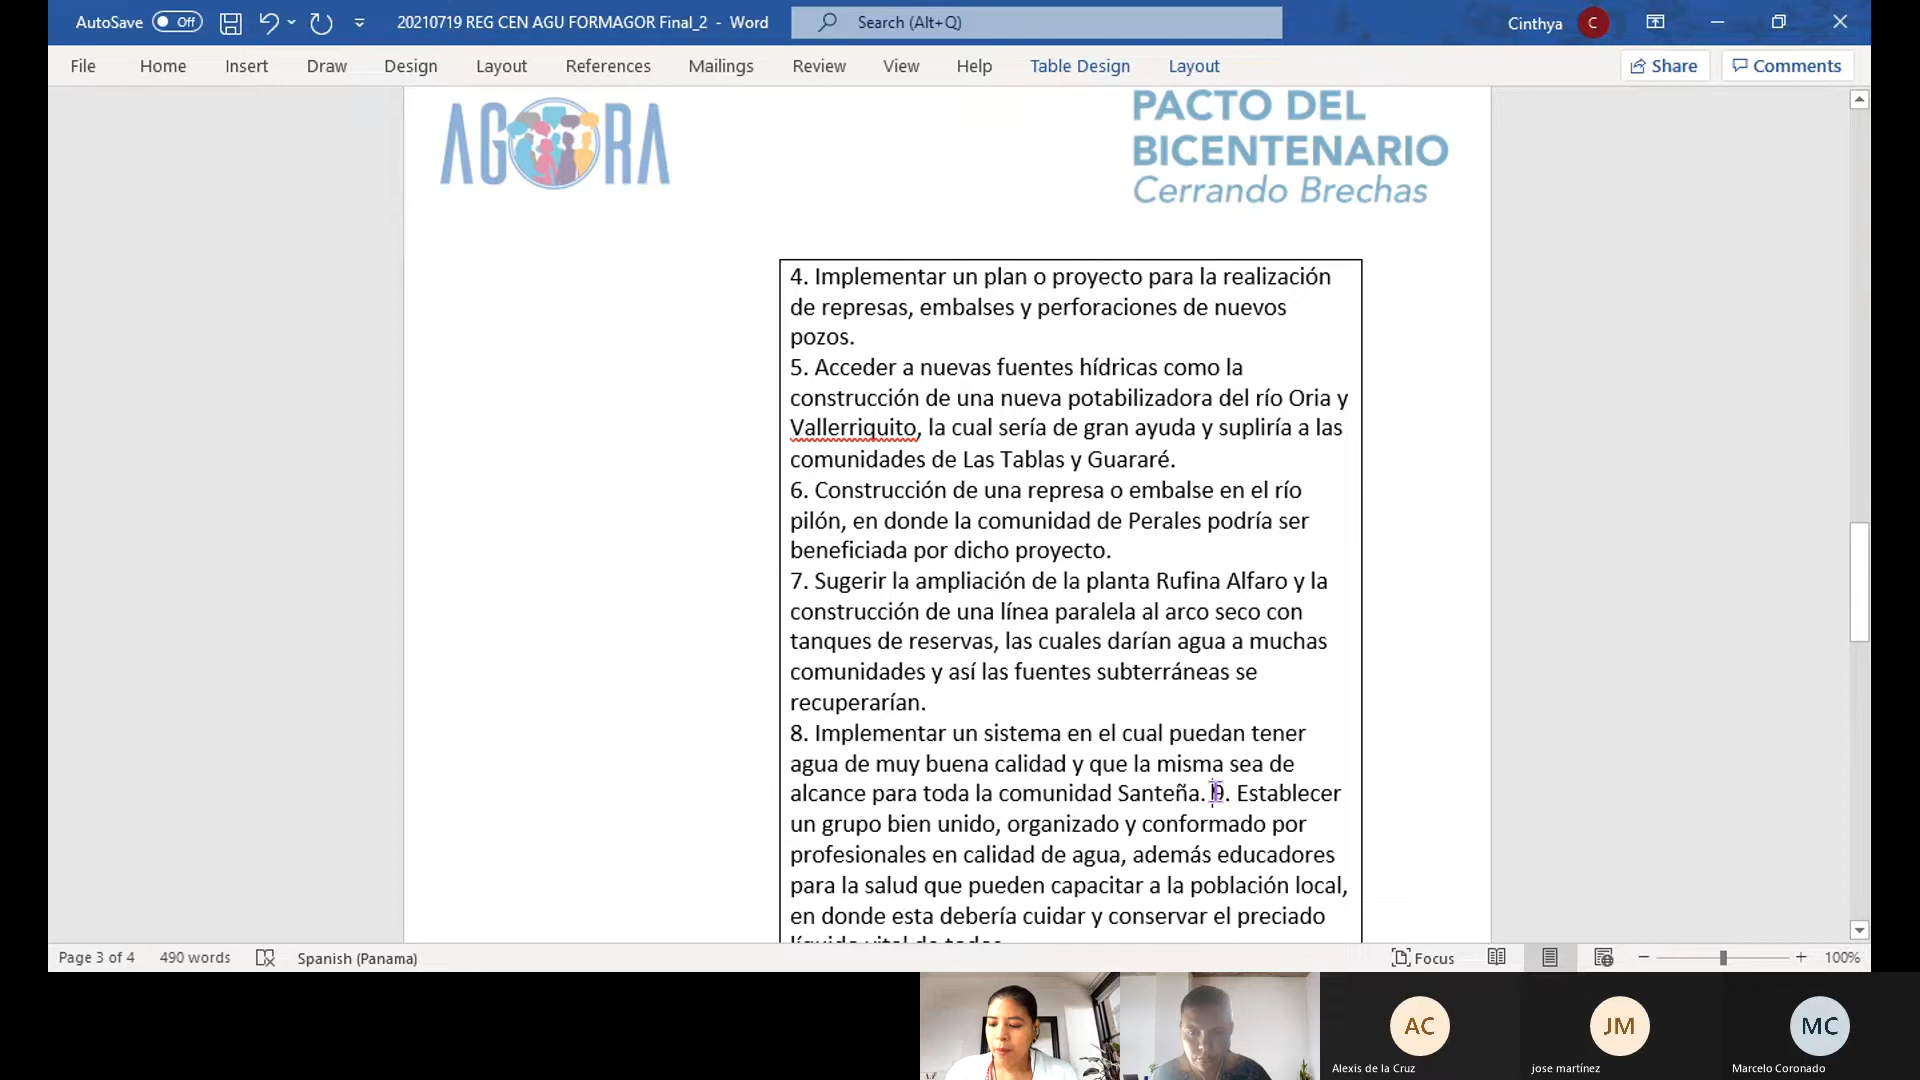 AutoSave Off 20210719 REG CEN AGU FORMAGOR Final_2 - Word Search (Alt+Q) Cinthya C
File Home Insert Draw Design Layout References Mailings Review View Help Table Design Layout Share Comments
AGORA
PACTO DEL
BICENTENARIO
Cerrando Brechas
4. Implementar un plan o proyecto para la realización
de represas, embalses y perforaciones de nuevos
pozos.
5. Acceder a nuevas fuentes hídricas como la
construcción de una nueva potabilizadora del río Oria y
Vallerriquito, la cual sería de gran ayuda y supliría a las
comunidades de Las Tablas y Guararé.
6. Construcción de una represa o embalse en el río
pilón, en donde la comunidad de Perales podría ser
beneficiada por dicho proyecto.
7. Sugerir la ampliación de la planta Rufina Alfaro y la
construcción de una línea paralela al arco seco con
tanques de reservas, las cuales darían agua a muchas
comunidades y así las fuentes subterráneas se
recuperarían.
8. Implementar un sistema en el cual puedan tener
agua de muy buena calidad y que la misma sea de
alcance para toda la comunidad Santeña. 9. Establecer
un grupo bien unido, organizado y conformado por
profesionales en calidad de agua, además educadores
para la salud que pueden capacitar a la población local,
en donde esta debería cuidar y conservar el preciado
líquido vital de todos.
Page 3 of 4 490 words Spanish (Panama) Focus 100%
AC JM MC
Alexis de la Cruz jose martínez Marcelo Coronado